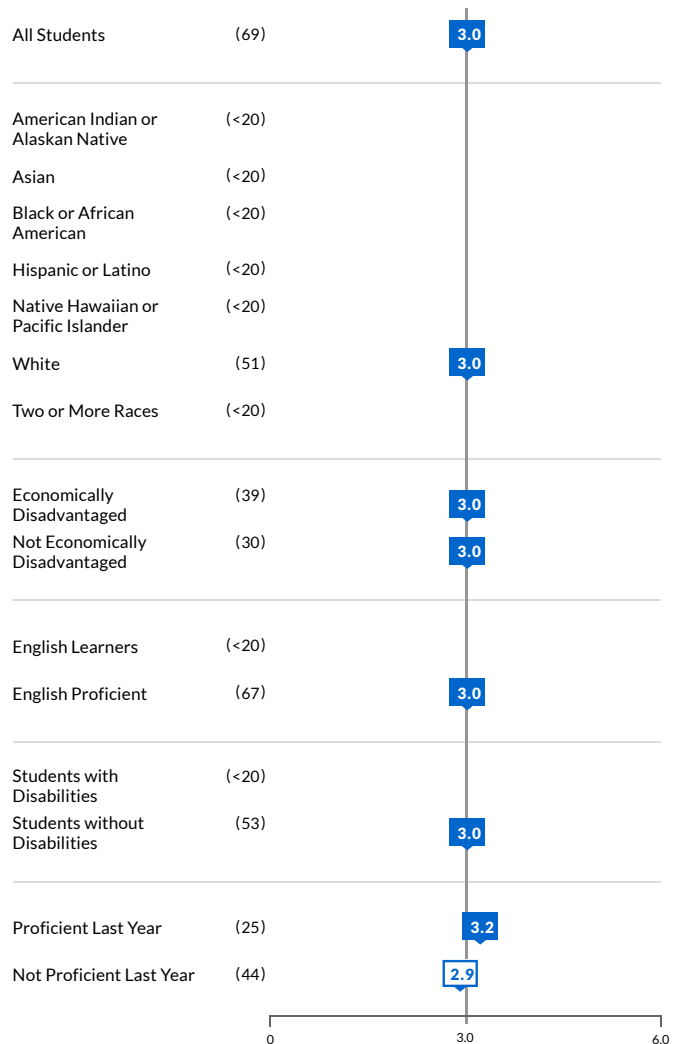 All Students (69) 3.0
American Indian or (<20)
Alaskan Native
Asian (<20)
Black or African (<20)
American
Hispanic or Latino (<20)
Native Hawaiian or (<20)
Pacific Islander
White (51) 3.0
Two or More Races (<20)
Economically (39) 3.0
Disadvantaged
Not Economically (30) 3.0
Disadvantaged
English Learners (<20)
English Proficient (67) 3.0
Students with (<20)
Disabilities
Students without (53) 3.0
Disabilities
Proficient Last Year (25) 3.2
Not Proficient Last Year (44) 2.9
0 3.0 6.0